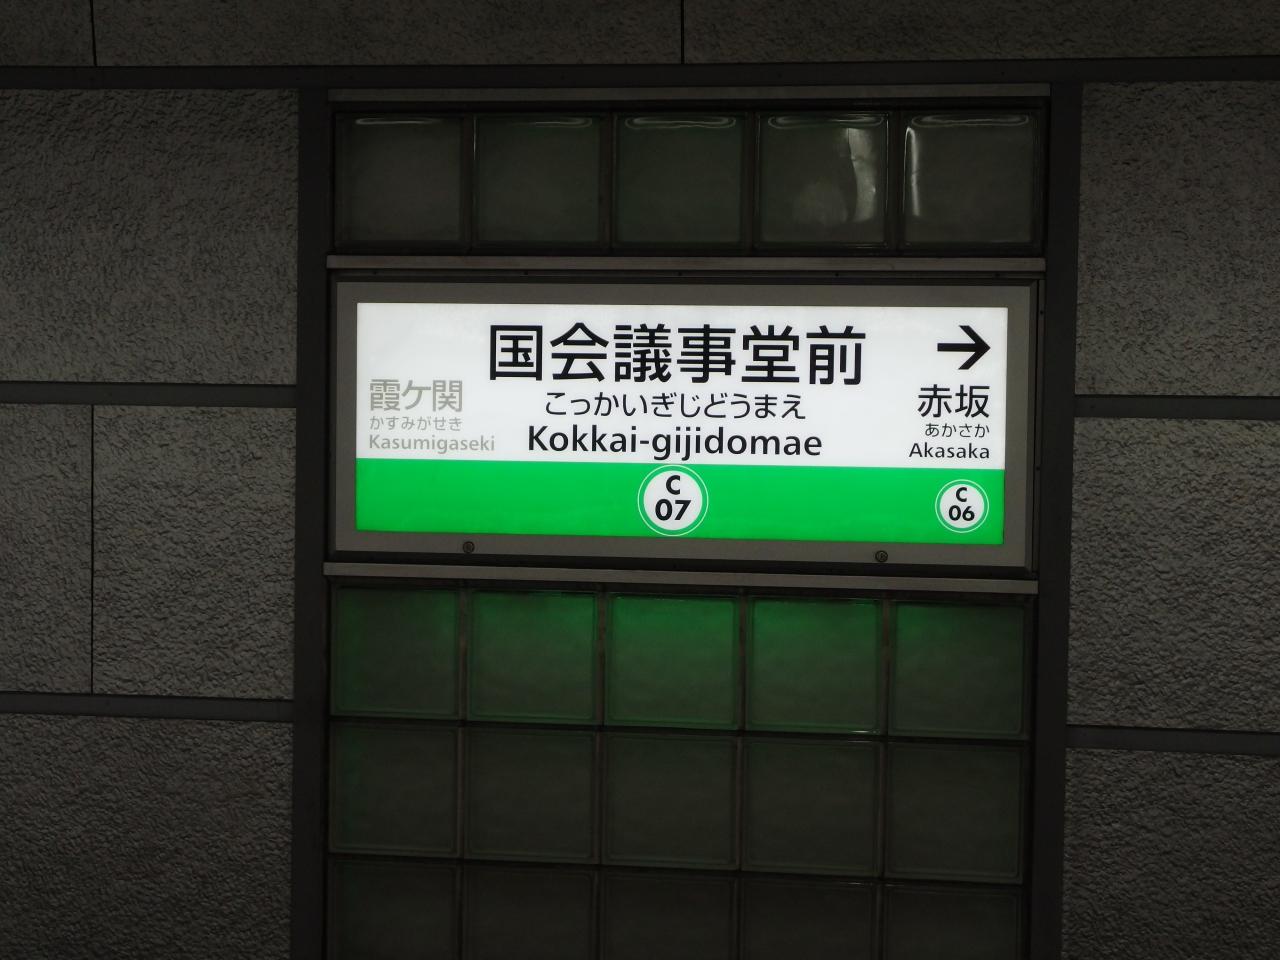 国会議事堂前
こっかいぎじどうまえ
Kokkai-gijidomae
霞ケ関
かすみがせき
Kasumigaseki
→
赤坂
あかさか
Akasaka
C
07
C
06